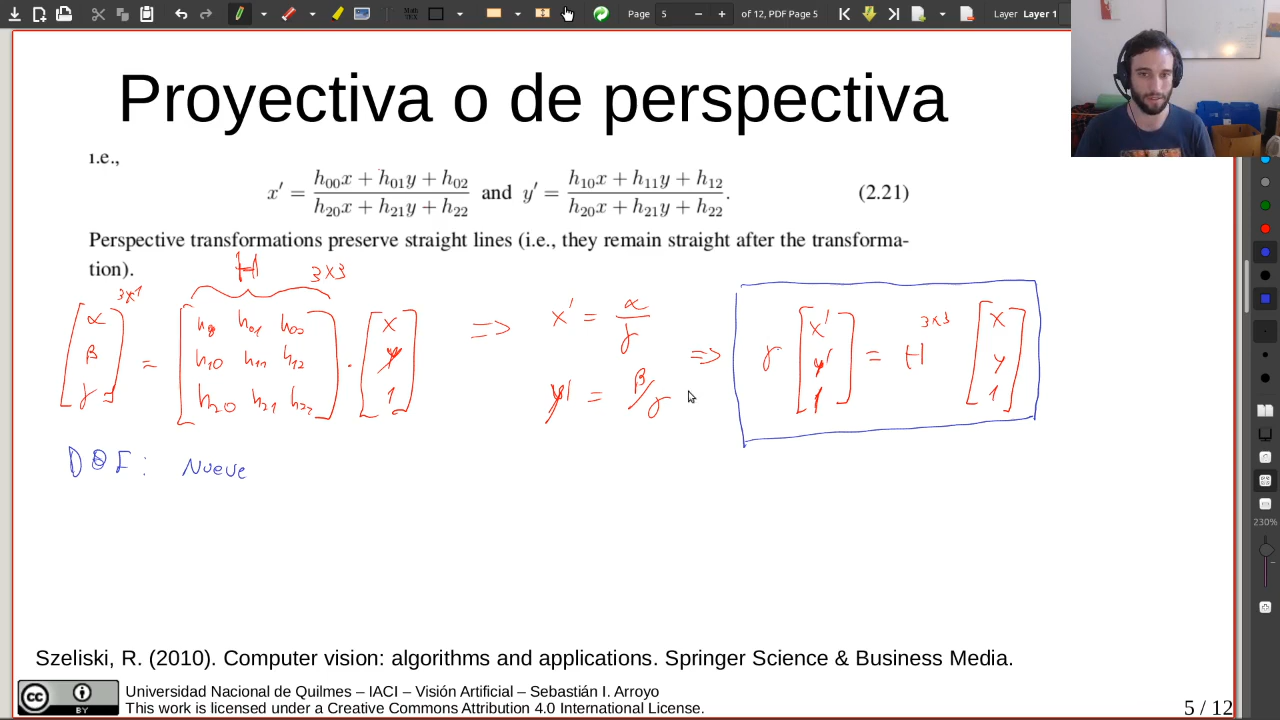 Page 5 of 12, PDF Page 5 Layer Layer 1
Proyectiva o de perspectiva
i.e.,
x′ = (h00x + h01y + h02)/(h20x + h21y + h22) and y′ = (h10x + h11y + h12)/(h20x + h21y + h22). (2.21)
Perspective transformations preserve straight lines (i.e., they remain straight after the transforma-
tion).
H 3x3
3x1
[α β γ] = [h00 h01 h02 h10 h11 h12 h20 h21 h22] · [x y 1] => x' = α/γ y' = β/γ => γ [x' y' 1] = H 3x3 [x y 1]
DOF: Nueve
230%
Szeliski, R. (2010). Computer vision: algorithms and applications. Springer Science & Business Media.
cc BY
Universidad Nacional de Quilmes – IACI – Visión Artificial – Sebastián I. Arroyo
This work is licensed under a Creative Commons Attribution 4.0 International License.
5 / 12